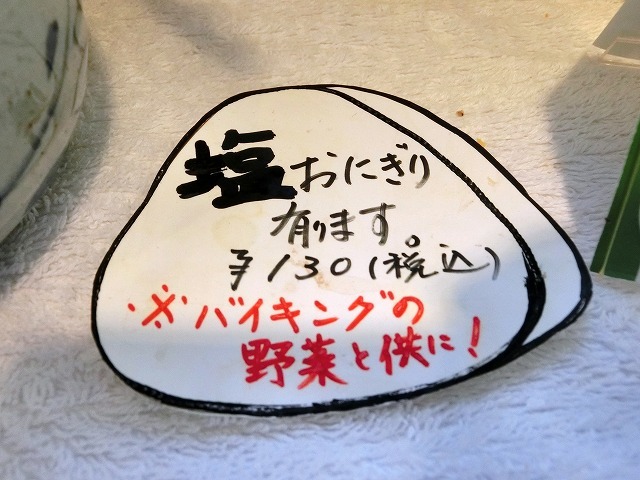 塩おにぎり
有ります。
¥130(税込)
※バイキングの
野菜と供に!